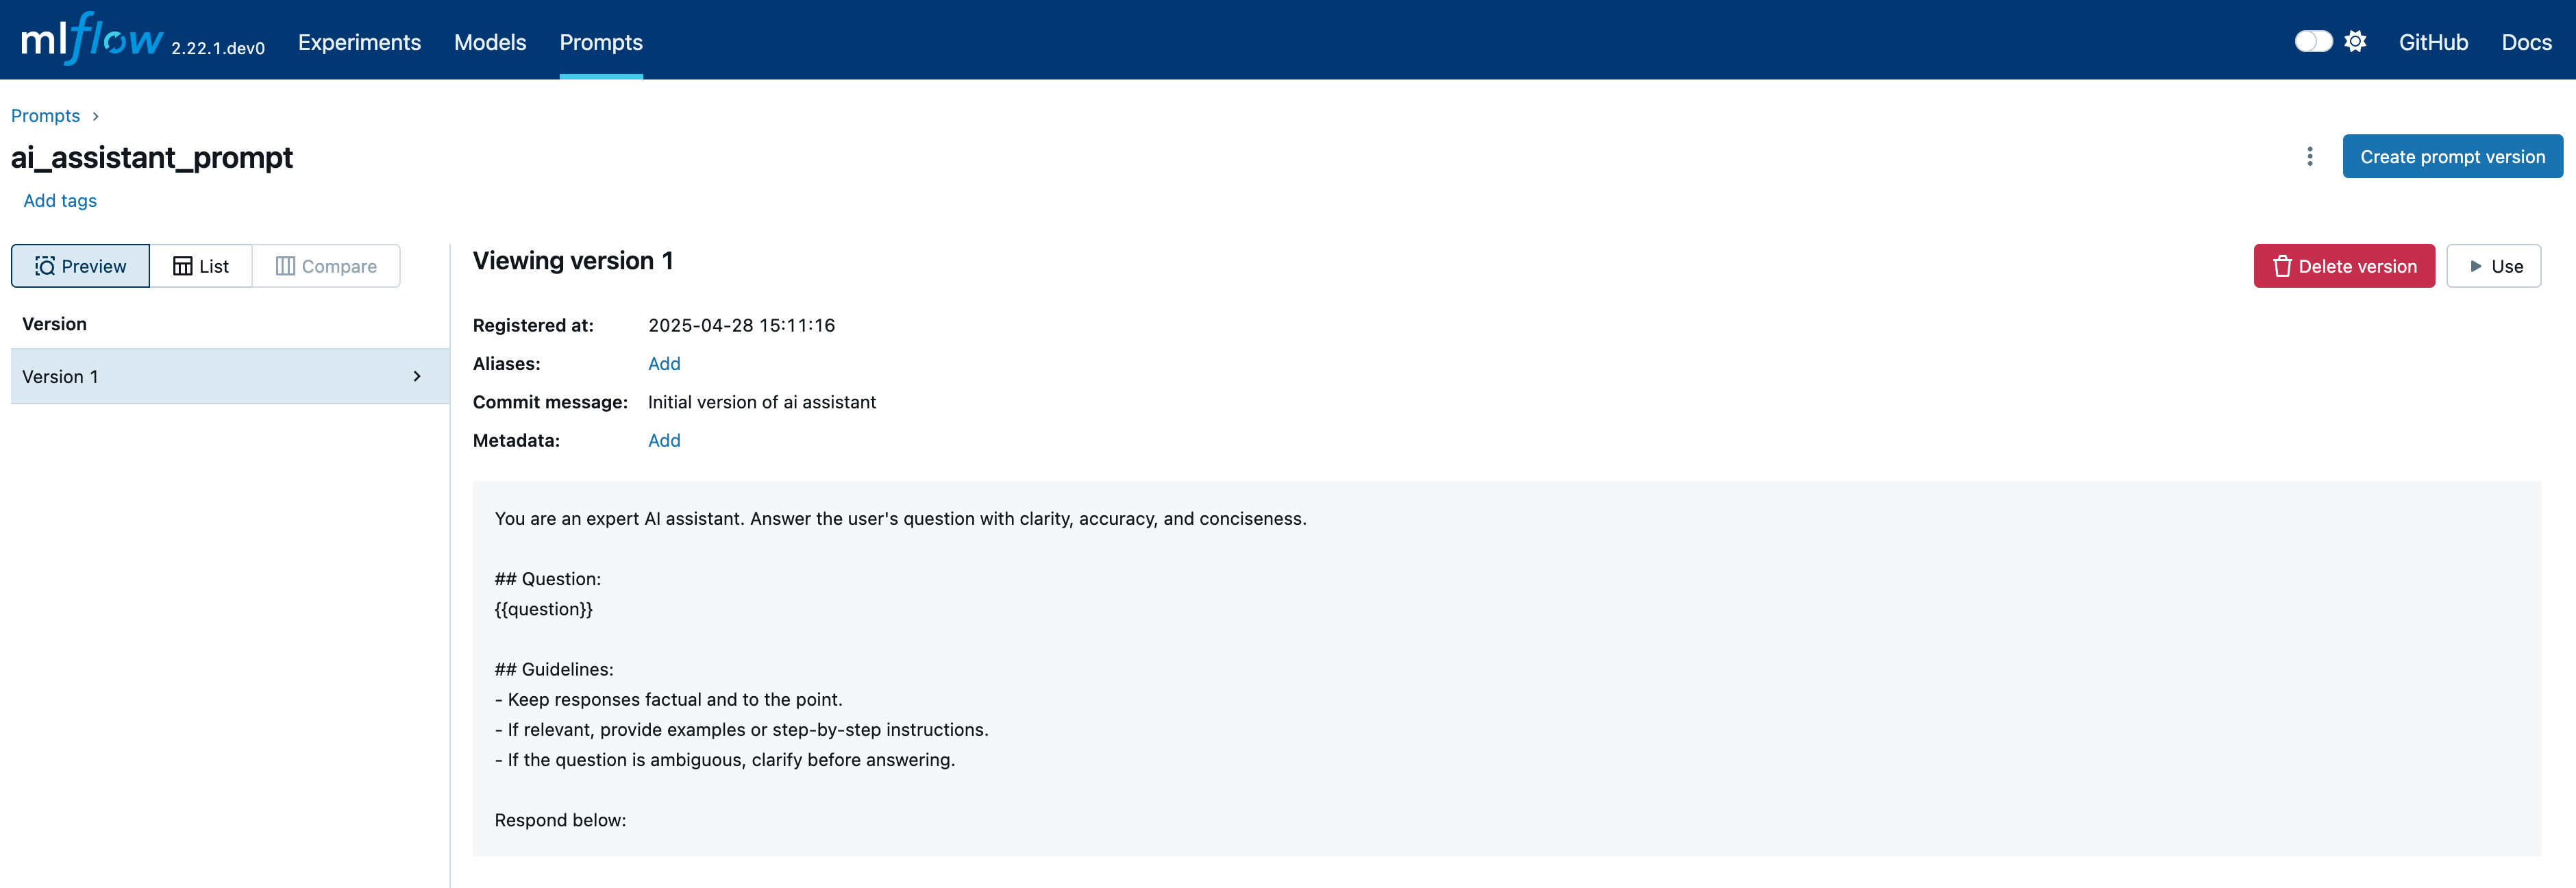 mlflow 2.22.1.dev0 Experiments Models Prompts GitHub Docs
Prompts
ai_assistant_prompt
Create prompt version
Add tags
Preview List Compare
Version
Version 1
Viewing version 1
Delete version Use
Registered at: 2025-04-28 15:11:16
Aliases: Add
Commit message: Initial version of ai assistant
Metadata: Add
You are an expert AI assistant. Answer the user's question with clarity, accuracy, and conciseness.
## Question:
{{question}}
## Guidelines:
- Keep responses factual and to the point.
- If relevant, provide examples or step-by-step instructions.
- If the question is ambiguous, clarify before answering.
Respond below: